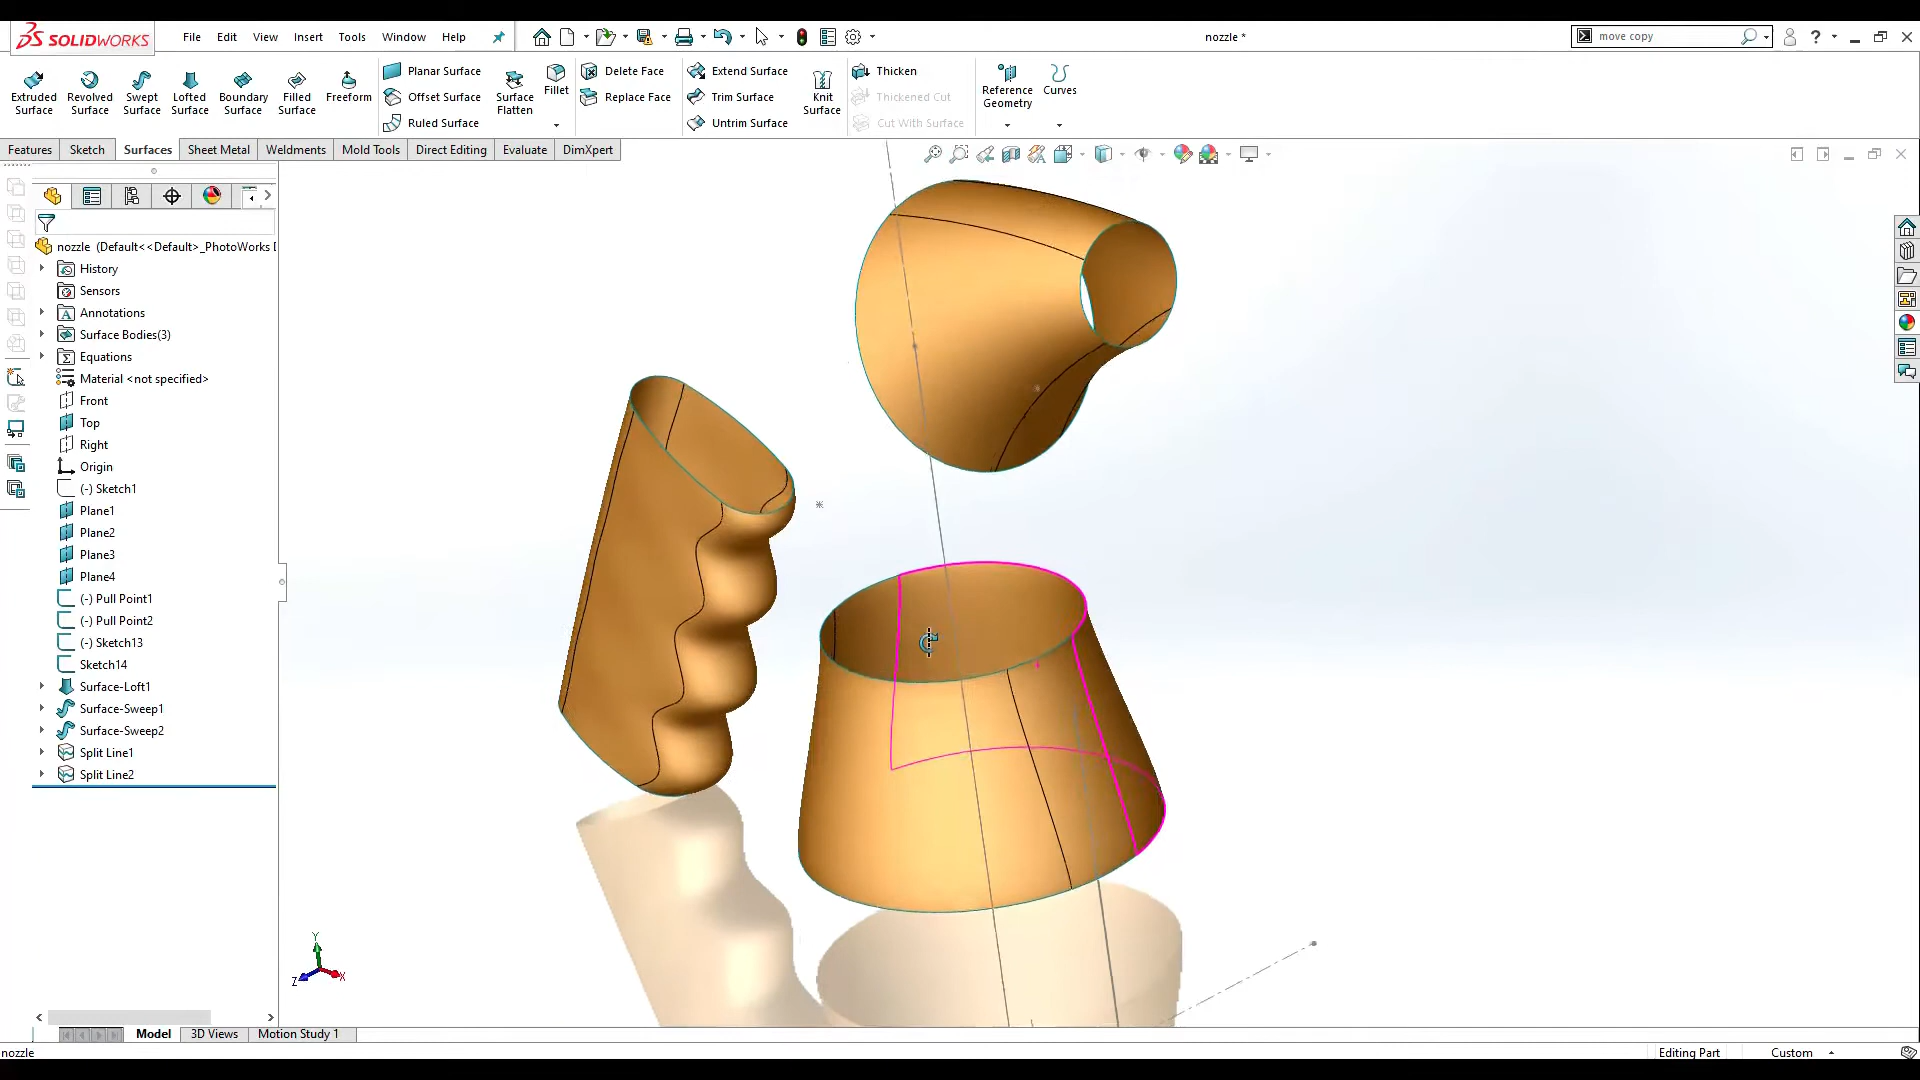 SOLIDWORKS File Edit View Insert Tools Window Help nozzle * move copy
Extruded Surface Revolved Surface Swept Surface Lofted Surface Boundary Surface Filled Surface Freeform
Planar Surface
Offset Surface
Ruled Surface
Surface Flatten Fillet
Delete Face
Replace Face
Extend Surface
Trim Surface
Untrim Surface
Knit Surface
Thicken
Thickened Cut
Cut With Surface
Reference Geometry Curves
Features Sketch Surfaces Sheet Metal Weldments Mold Tools Direct Editing Evaluate DimXpert
nozzle (Default<<Default>_PhotoWorks D
History
Sensors
Annotations
Surface Bodies(3)
Equations
Material <not specified>
Front
Top
Right
Origin
(-) Sketch1
Plane1
Plane2
Plane3
Plane4
(-) Pull Point1
(-) Pull Point2
(-) Sketch13
Sketch14
Surface-Loft1
Surface-Sweep1
Surface-Sweep2
Split Line1
Split Line2
Y
Z X
Model 3D Views Motion Study 1
nozzle Editing Part Custom